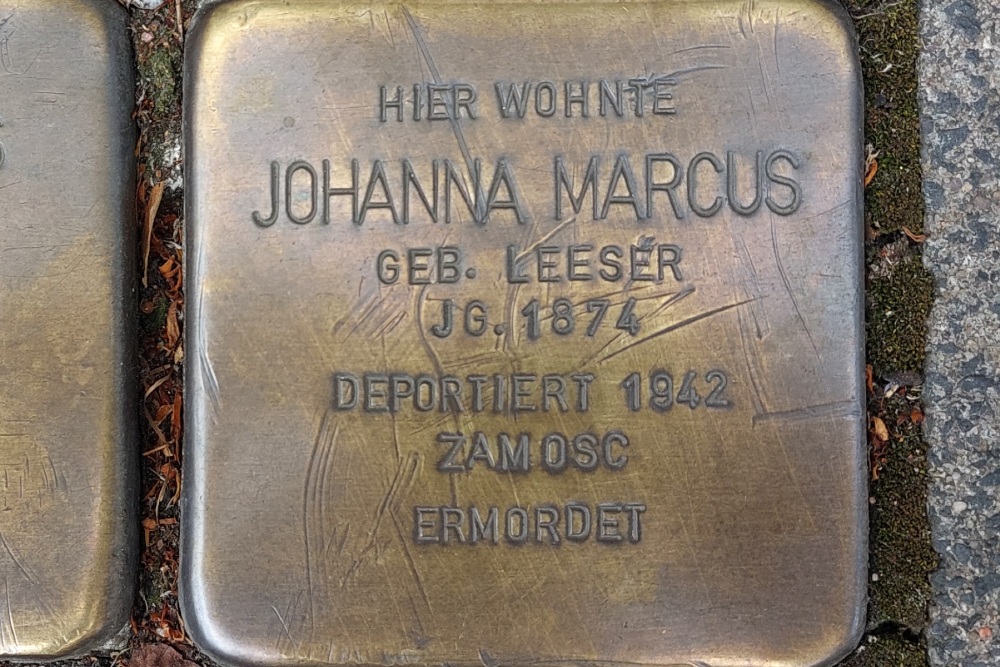 HIER WOHNTE
JOHANNA MARCUS
GEB. LEESER
JG. 1874
DEPORTIERT 1942
ZAMOSC
ERMORDET